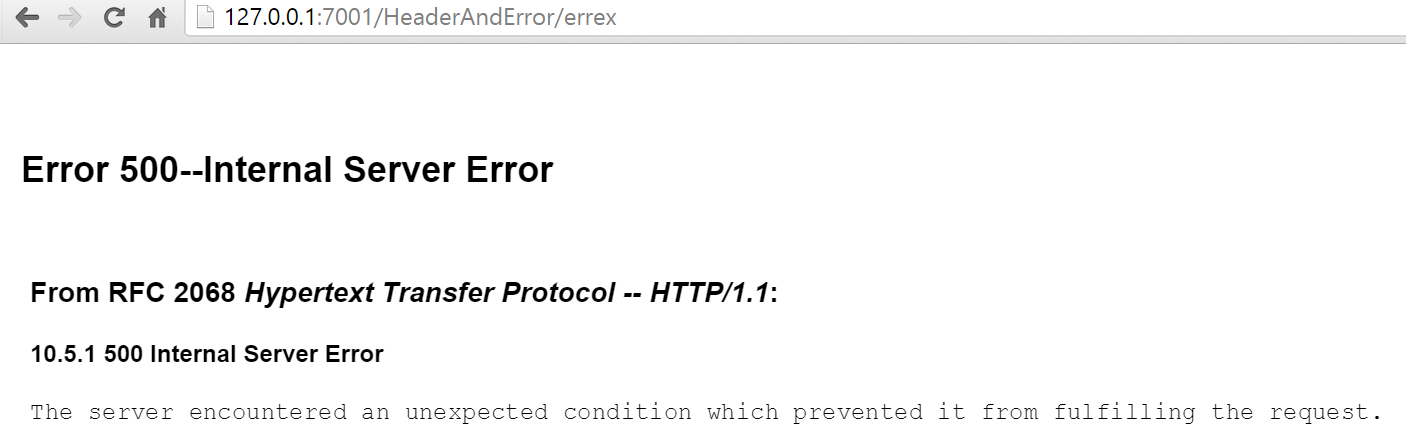 127.0.0.1:7001/HeaderAndError/errex
Error 500--Internal Server Error
From RFC 2068 Hypertext Transfer Protocol -- HTTP/1.1:
10.5.1 500 Internal Server Error
The server encountered an unexpected condition which prevented it from fulfilling the request.